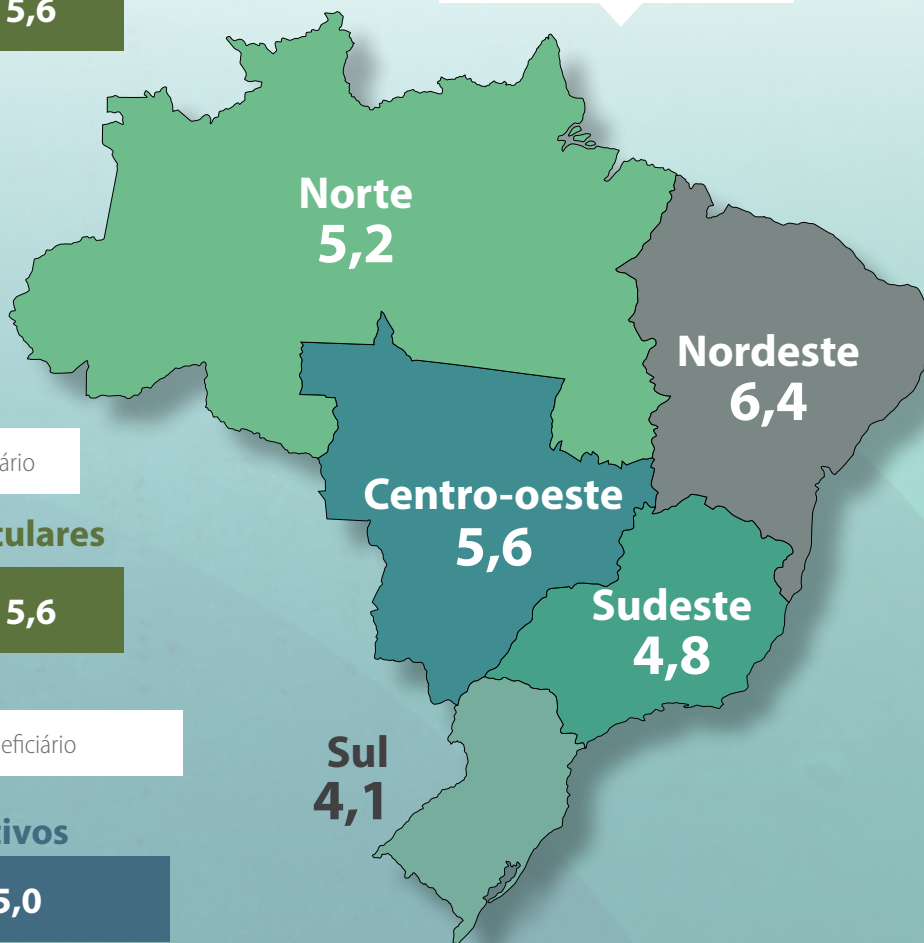 5,6
Norte
5,2
Nordeste
6,4
ário
Centro-oeste
5,6
culares
5,6
Sudeste
4,8
eficiário
Sul
4,1
tivos
5,0